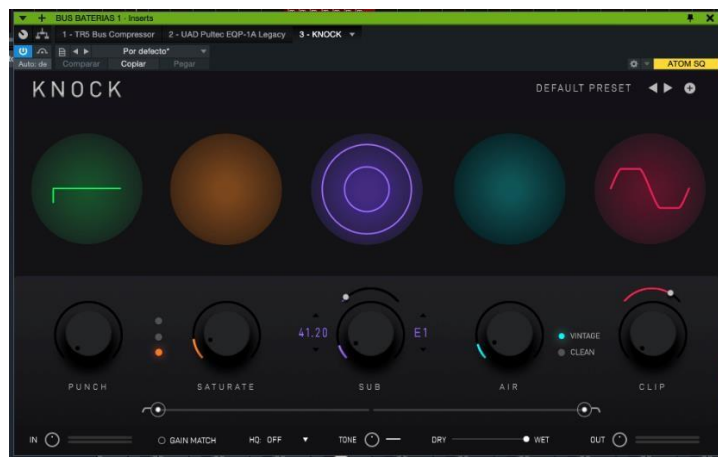 BUS BATERIAS 1 - Inserts
1 - TR5 Bus Compressor 2 - UAD Pultec EQP-1A Legacy 3 - KNOCK
Por defecto*
Auto: de Comparar Copiar Pegar ATOM SQ
KNOCK DEFAULT PRESET
41.20 E1
VINTAGE
CLEAN
PUNCH SATURATE SUB AIR CLIP
IN GAIN MATCH HQ: OFF TONE DRY WET OUT